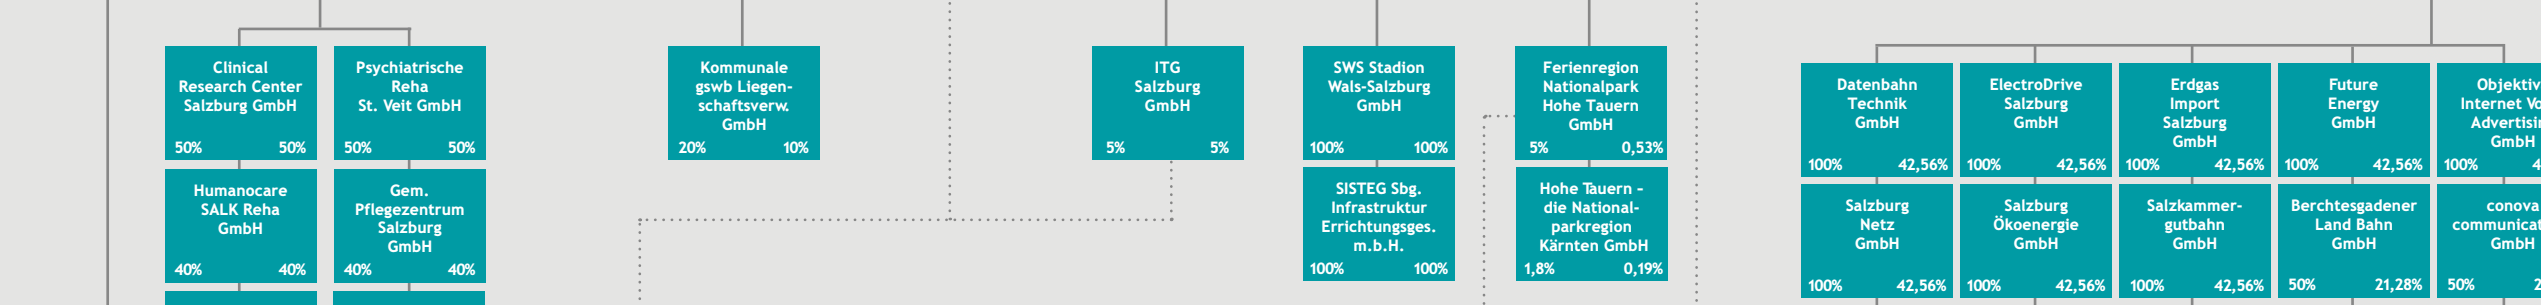 Clinical
Research Center
Salzburg GmbH
50% 50%
Psychiatrische
Reha
St. Veit GmbH
50% 50%
Kommunale
gswb Liegen-
schaftsverw.
GmbH
20% 10%
ITG
Salzburg
GmbH
5% 5%
SWS Stadion
Wals-Salzburg
GmbH
100% 100%
Ferienregion
Nationalpark
Hohe Tauern
GmbH
5% 0,53%
Datenbahn
Technik
GmbH
100% 42,56%
ElectroDrive
Salzburg
GmbH
100% 42,56%
Erdgas
Import
Salzburg
GmbH
100% 42,56%
Future
Energy
GmbH
100% 42,56%
Objektiv
Internet
GmbH
100%
Humanocare
SALK Reha
GmbH
40% 40%
Gem.
Pflegezentrum
Salzburg
GmbH
40% 40%
SISTEG Sbg.
Infrastruktur
Errichtungsges.
m.b.H.
100% 100%
Hohe Tauern –
die National-
parkregion
Kärnten GmbH
1,8% 0,19%
Salzburg
Netz
GmbH
100% 42,56%
Salzburg
Ökoenergie
GmbH
100% 42,56%
Salzkammer-
gutbahn
GmbH
100% 42,56%
Berchtesgadener
Land Bahn
GmbH
50% 21,28%
conova
GmbH
50%